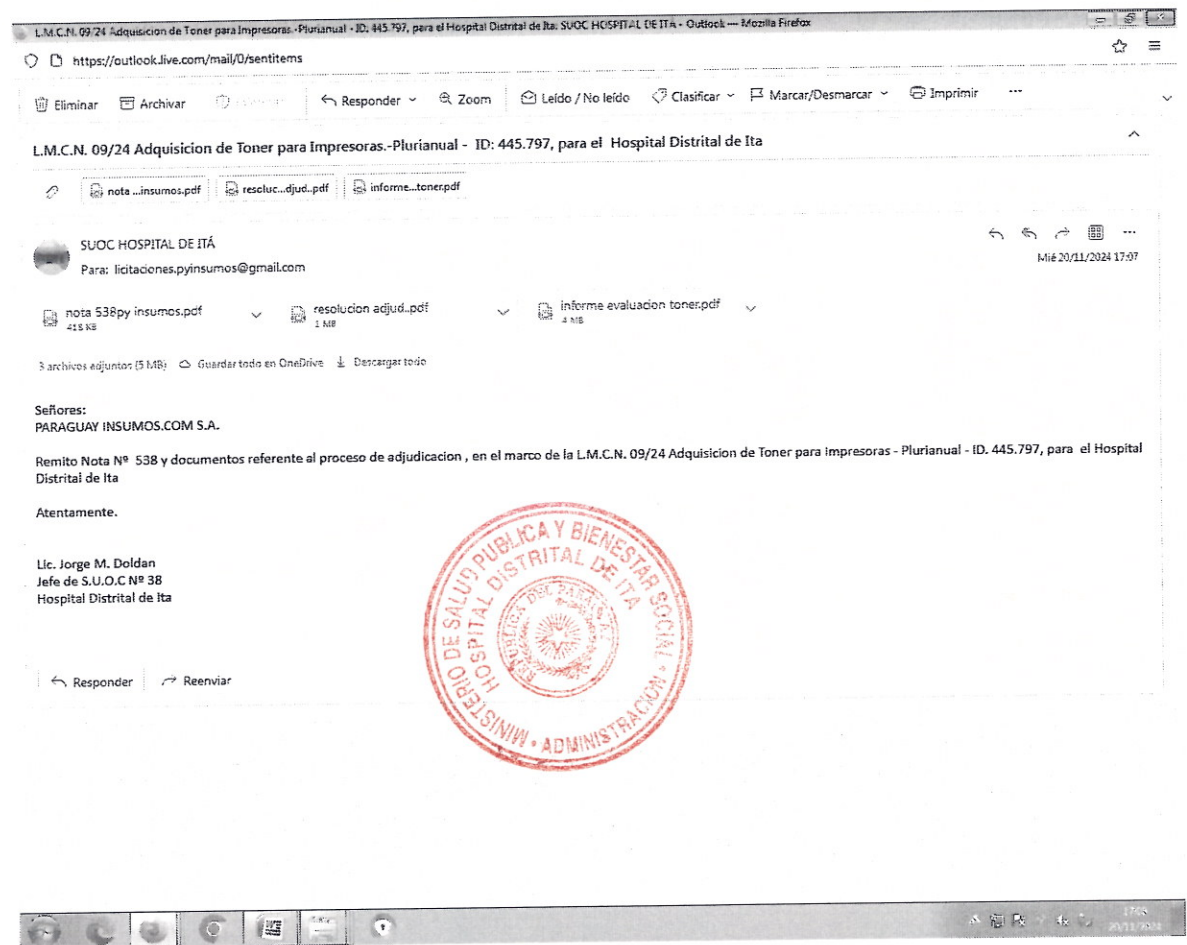 L.M.C.N. 09/24 Adquisicion de Toner para Impresoras.-Plurianual - ID: 445.797, para el Hospital Distrital de Ita: SUOC HOSPITAL DE ITÁ - Outlook — Mozilla Firefox
https://outlook.live.com/mail/0/sentitems
Eliminar Archivar Responder Zoom Leído / No leído Clasificar Marcar/Desmarcar Imprimir ...
L.M.C.N. 09/24 Adquisicion de Toner para Impresoras.-Plurianual - ID: 445.797, para el Hospital Distrital de Ita
nota ...insumos.pdf resoluc...djud..pdf informe...toner.pdf
SUOC HOSPITAL DE ITÁ
Para: licitaciones.pyinsumos@gmail.com
Mié 20/11/2024 17:07
nota 538py insumos.pdf
418 KB
resolucion adjud..pdf
1 MB
informe evaluacion toner.pdf
4 MB
3 archivos adjuntos (5 MB) Guardar todo en OneDrive Descargar todo
Señores:
PARAGUAY INSUMOS.COM S.A.
Remito Nota Nº 538 y documentos referente al proceso de adjudicacion , en el marco de la L.M.C.N. 09/24 Adquisicion de Toner para Impresoras - Plurianual - ID. 445.797, para el Hospital
Distrital de Ita
Atentamente.
Lic. Jorge M. Doldan
Jefe de S.U.O.C Nº 38
Hospital Distrital de Ita
MINISTERIO DE SALUD PUBLICA Y BIENESTAR SOCIAL
HOSPITAL DISTRITAL DE ITA
REPUBLICA DEL PARAGUAY
• ADMINISTRACION •
Responder Reenviar
20/11/2024